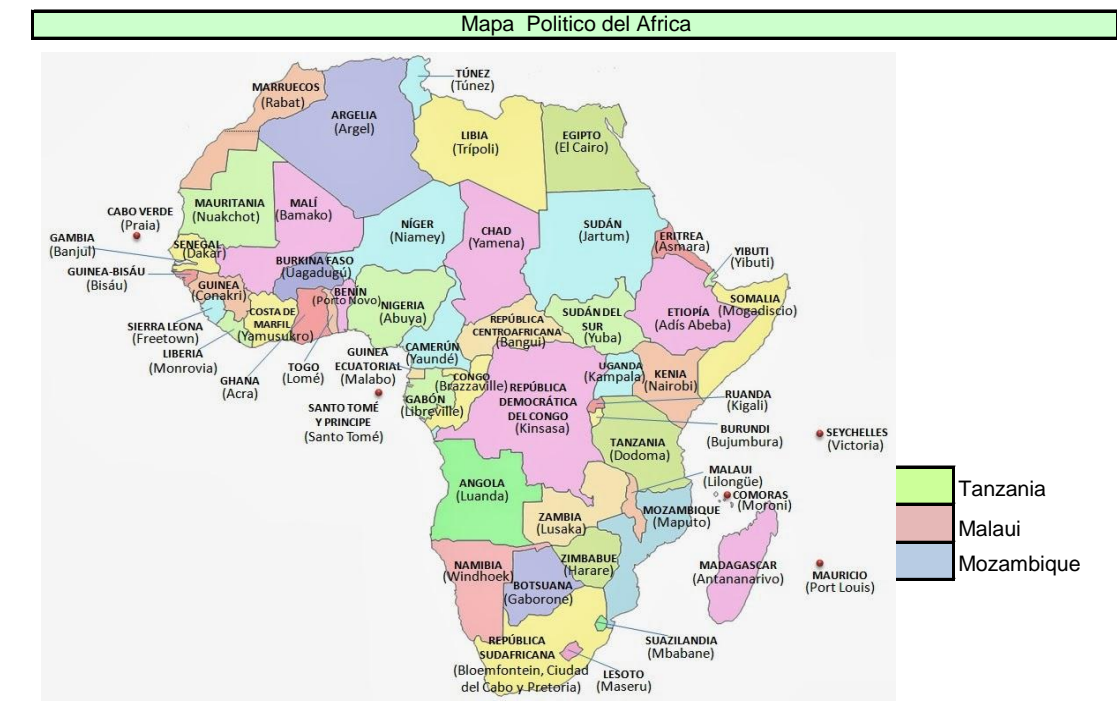 Mapa Politico del Africa
TÚNEZ
(Túnez)
MARRUECOS
(Rabat)
ARGELIA
(Argel)
LIBIA
(Trípoli)
EGIPTO
(El Cairo)
MAURITANIA
(Nuakchot)
MALÍ
(Bamako)
CABO VERDE
(Praia)
NÍGER
(Niamey)
CHAD
(Yamena)
SUDÁN
(Jartum)
ERITREA
(Asmara)
GAMBIA
(Banjul)
SENEGAL
(Dakar)
YIBUTI
(Yibuti)
GUINEA-BISÁU
(Bisáu)
BURKINA FASO
(Uagadugú)
GUINEA
(Conakri)
BENÍN
(Porto Novo)
NIGERIA
(Abuya)
SOMALIA
(Mogadiscio)
ETIOPÍA
(Adís Abeba)
COSTA DE
MARFIL
(Yamusukro)
REPÚBLICA
CENTROAFRICANA
(Bangui)
SUDÁN DEL
SUR
(Yuba)
SIERRA LEONA
(Freetown)
LIBERIA
(Monrovia)
GHANA
(Acra)
TOGO
(Lomé)
GUINEA
ECUATORIAL
(Malabo)
CAMERÚN
(Yaundé)
CONGO
(Brazzaville)
GABÓN
(Libreville)
REPÚBLICA
DEMOCRÁTICA
DEL CONGO
(Kinsasa)
UGANDA
(Kampala)
KENIA
(Nairobi)
RUANDA
(Kigali)
SANTO TOMÉ
Y PRINCIPE
(Santo Tomé)
BURUNDI
(Bujumbura)
SEYCHELLES
(Victoria)
TANZANIA
(Dodoma)
MALAUI
(Lilongüe)
ANGOLA
(Luanda)
COMORAS
(Moroni)
MOZAMBIQUE
(Maputo)
ZAMBIA
(Lusaka)
Tanzania
Malaui
Mozambique
ZIMBABUE
(Harare)
NAMIBIA
(Windhoek)
BOTSUANA
(Gaborone)
MADAGASCAR
(Antananarivo)
MAURICIO
(Port Louis)
SUAZILANDIA
(Mbabane)
REPÚBLICA
SUDAFRICANA
(Bloemfontein, Ciudad
del Cabo y Pretoria)
LESOTO
(Maseru)